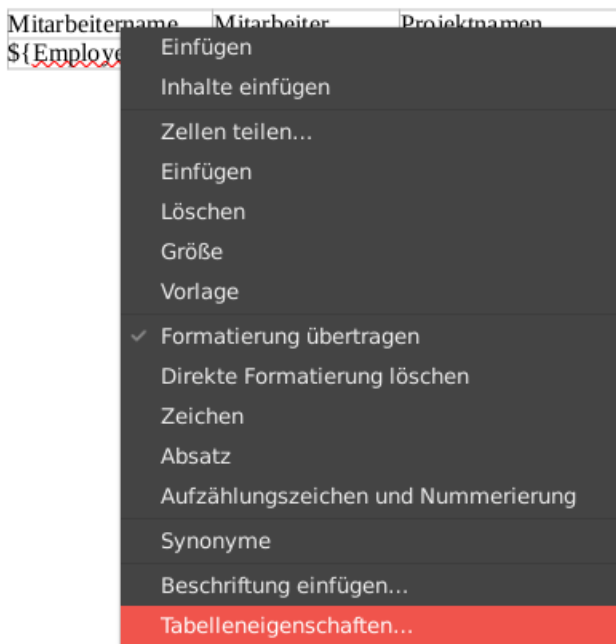 Mitarbeitername Mitarbeiter Projektnamen
${Employe
Einfügen
Inhalte einfügen
Zellen teilen...
Einfügen
Löschen
Größe
Vorlage
Formatierung übertragen
Direkte Formatierung löschen
Zeichen
Absatz
Aufzählungszeichen und Nummerierung
Synonyme
Beschriftung einfügen...
Tabelleneigenschaften...